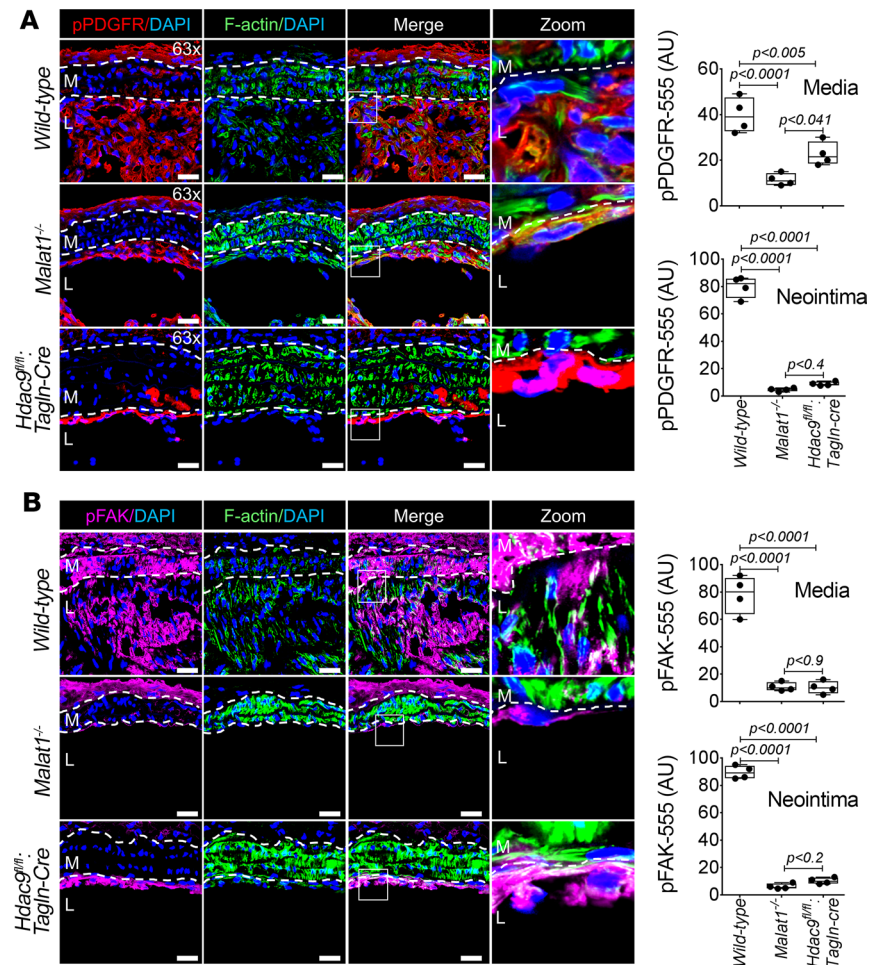 A
pPDGFR/DAPI F-actin/DAPI Merge Zoom
Wild-type
63x
M
L
M
L
Malat1-/-
63x
M
L
M
L
Hdac9fl/fl:
Tagln-Cre
63x
M
L
M
L
pPDGFR-555 (AU)
60
40
20
0
p<0.005
p<0.0001
Media
p<0.041
pPDGFR-555 (AU)
100
80
60
40
20
0
p<0.0001
p<0.0001
Neointima
p<0.4
Wild-type
Malat1-/-
Hdac9fl/fl:
Tagln-cre
B
pFAK/DAPI F-actin/DAPI Merge Zoom
Wild-type
M
L
M
L
Malat1-/-
M
L
M
L
Hdac9fl/fl:
Tagln-Cre
M
L
M
L
pFAK-555 (AU)
100
80
60
40
20
0
p<0.0001
p<0.0001
Media
p<0.9
pFAK-555 (AU)
100
80
60
40
20
0
p<0.0001
p<0.0001
Neointima
p<0.2
Wild-type
Malat1-/-
Hdac9fl/fl:
Tagln-cre